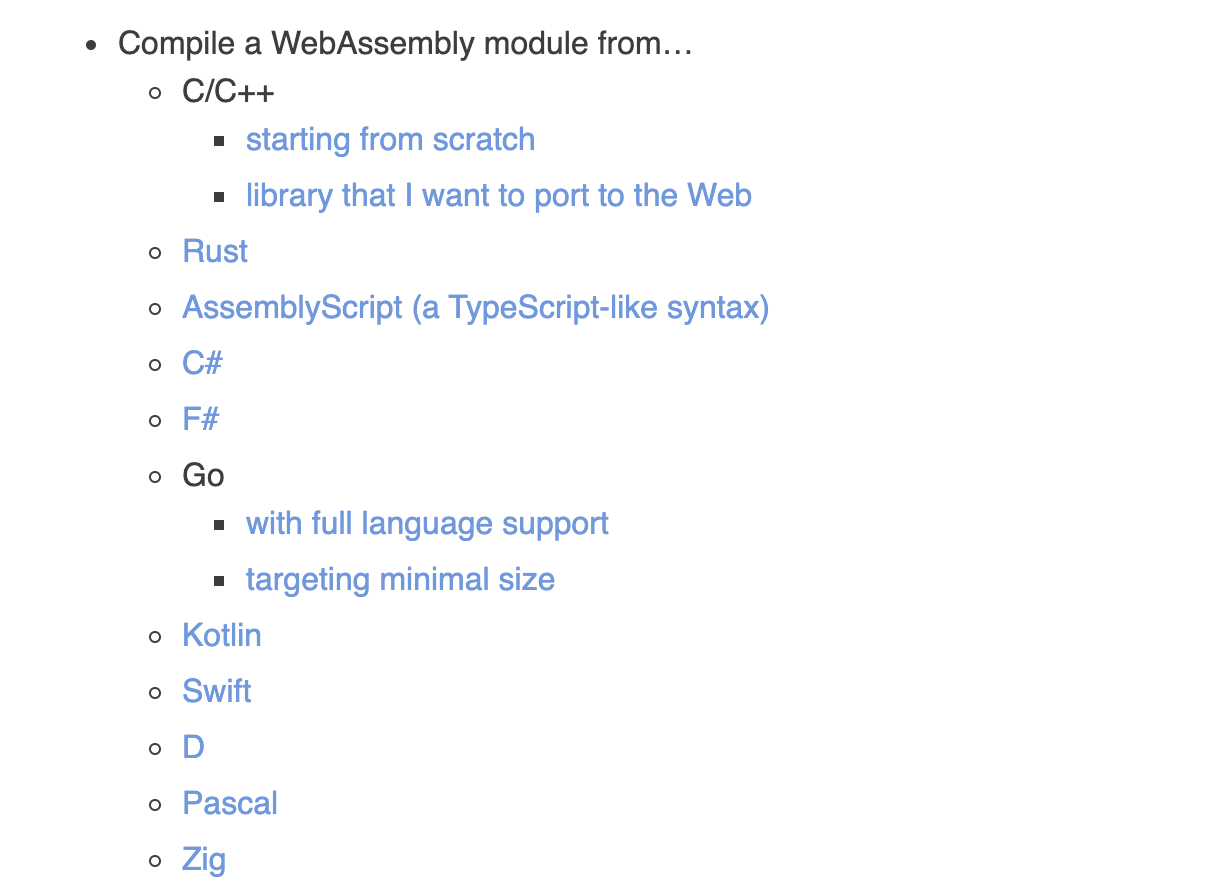 Compile a WebAssembly module from…
C/C++
starting from scratch
library that I want to port to the Web
Rust
AssemblyScript (a TypeScript-like syntax)
C#
F#
Go
with full language support
targeting minimal size
Kotlin
Swift
D
Pascal
Zig